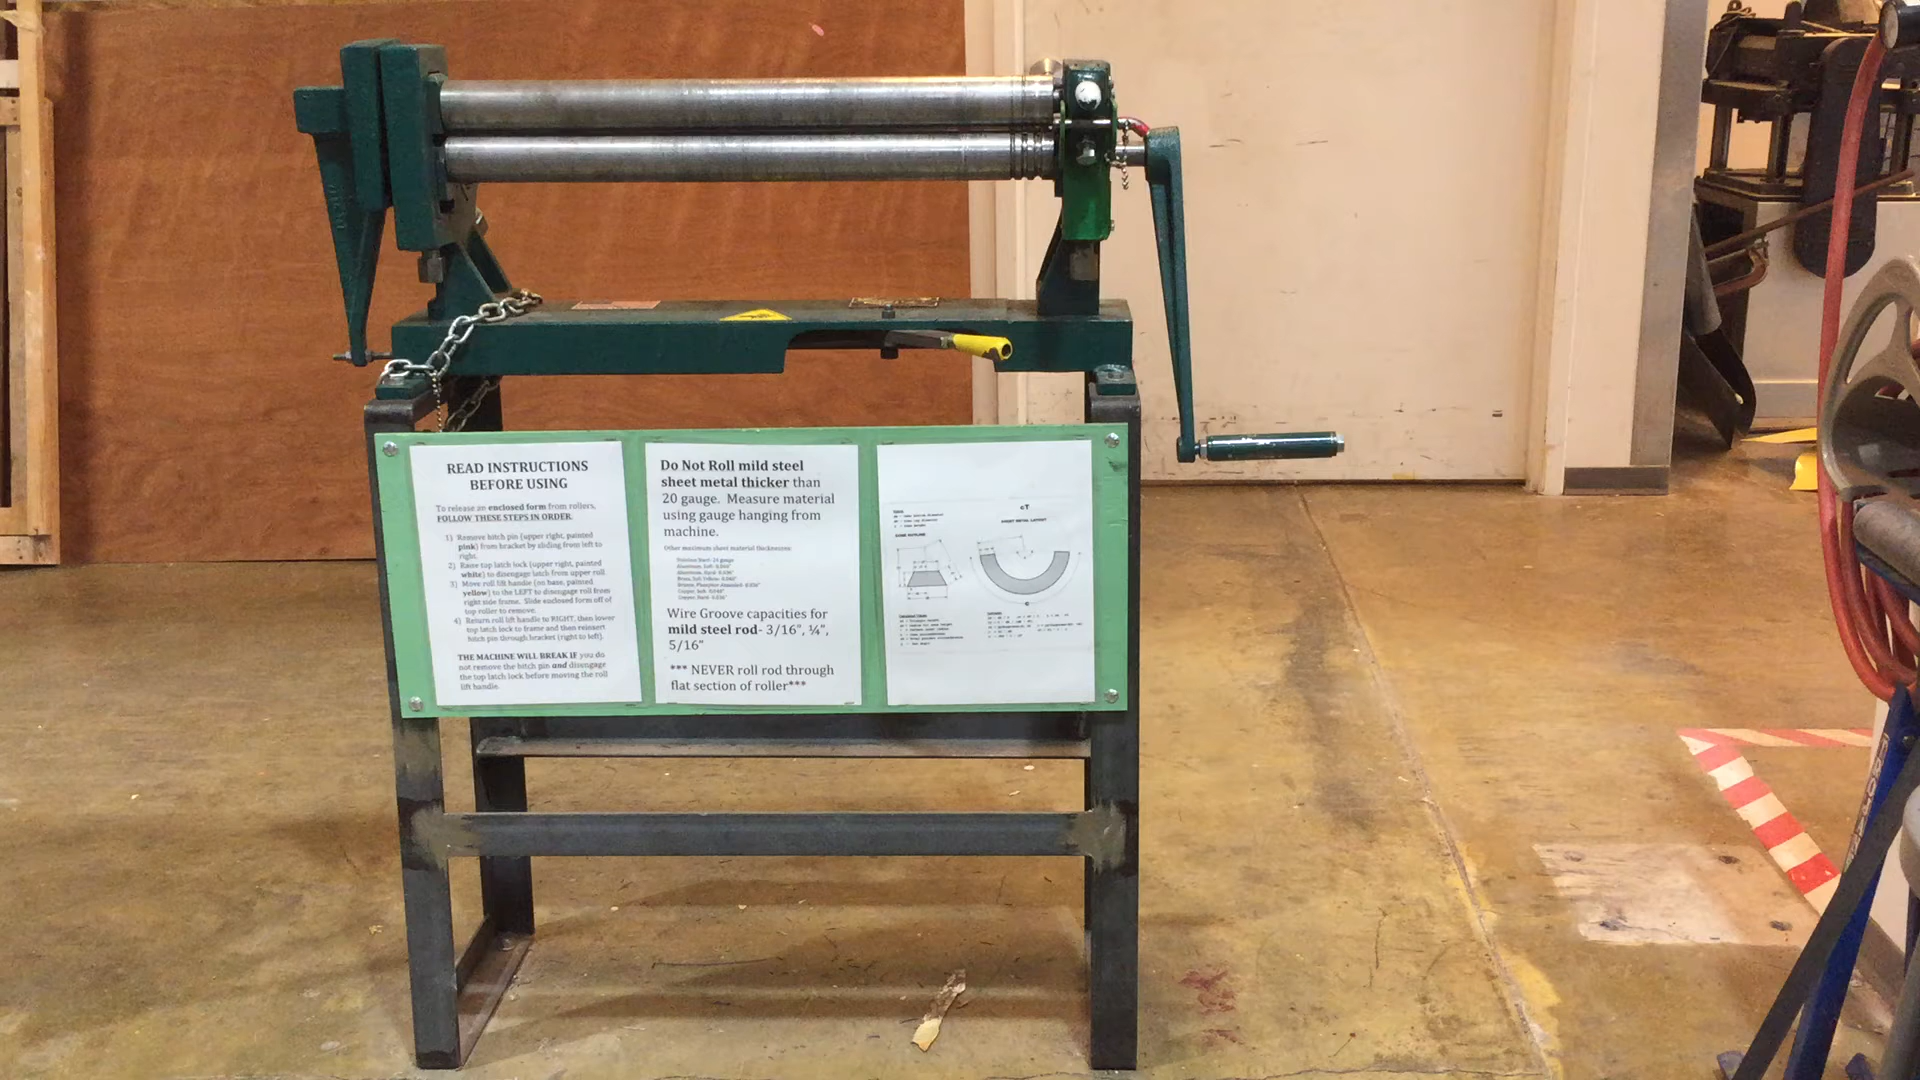 READ INSTRUCTIONS
BEFORE USING
To release an enclosed form from rollers,
FOLLOW THESE STEPS IN ORDER.
1) Remove hitch pin (upper right, painted
pink) from bracket by sliding from left to
right.
2) Raise top latch lock (upper right, painted
white) to disengage latch from upper roll.
3) Move roll lift handle (on base, painted
yellow) to the LEFT to disengage roll from
right side frame. Slide enclosed form off of
top roller to remove.
4) Return roll lift handle to RIGHT, then lower
top latch lock to frame and then reinsert
hitch pin through bracket (right to left).
THE MACHINE WILL BREAK IF you do
not remove the hitch pin and disengage
the top latch lock before moving the roll
lift handle.
Do Not Roll mild steel
sheet metal thicker than
20 gauge. Measure material
using gauge hanging from
machine.
Other maximum sheet material thicknesses:
Wire Groove capacities for
mild steel rod- 3/16", ¼",
5/16"
*** NEVER roll rod through
flat section of roller***
SHEET METAL LAYOUT